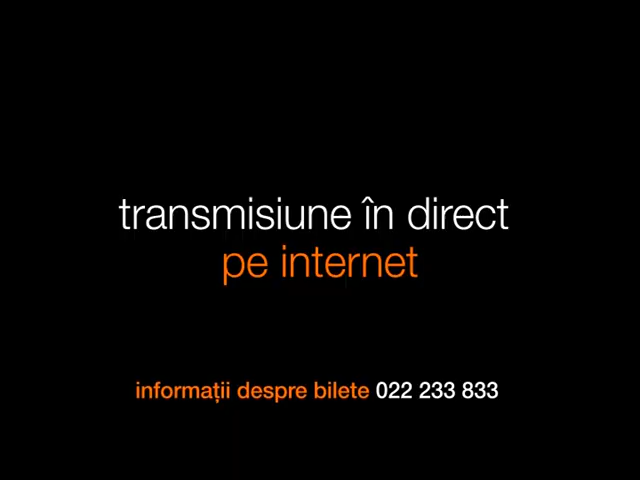 transmisiune în direct
pe internet
informații despre bilete 022 233 833